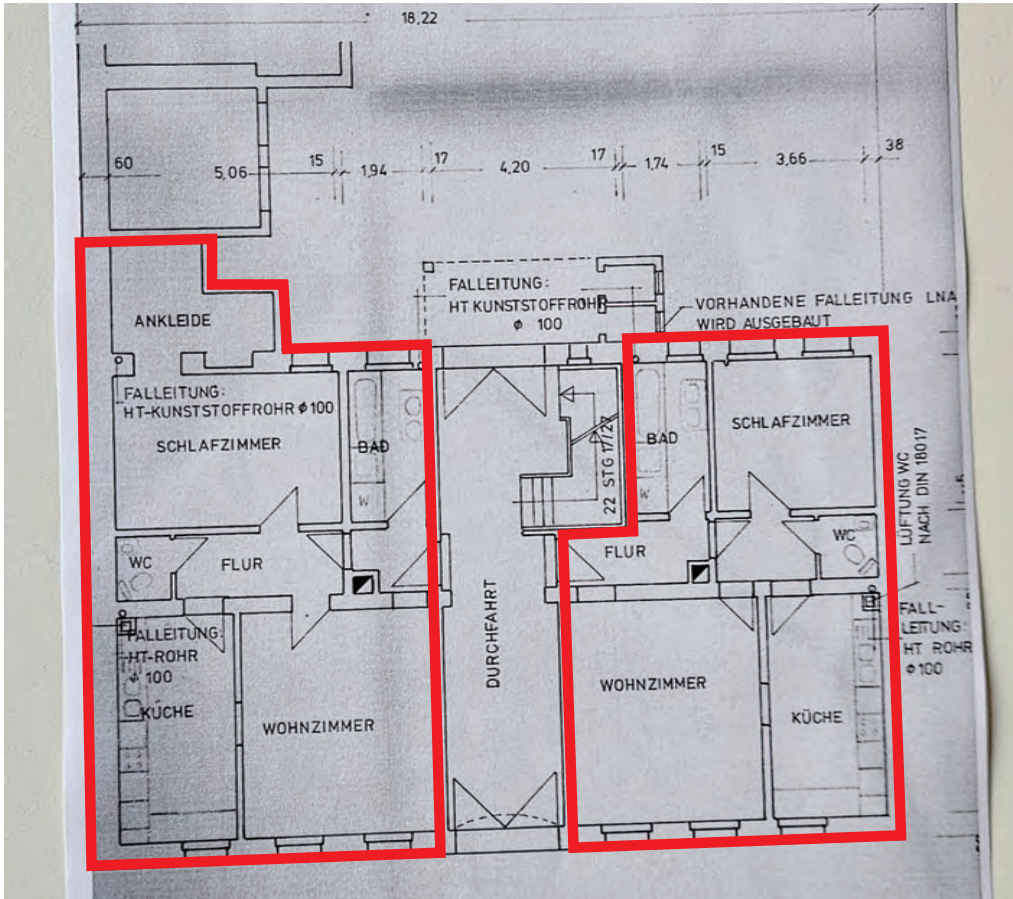 18,22
60
5,06
15
1,94
17
4,20
17
1,74
15
3,66
38
FALLEITUNG:
HT KUNSTSTOFFROHR
ϕ 100
VORHANDENE FALLEITUNG LNA
WIRD AUSGEBAUT
ANKLEIDE
FALLEITUNG:
HT-KUNSTSTOFFROHR ϕ100
SCHLAFZIMMER
BAD
W
22 STG 17/27
BAD
W
SCHLAFZIMMER
LÜFTUNG WC
NACH DIN 18017
WC
FLUR
FLUR
WC
FALLEITUNG:
HT-ROHR
ϕ 100
KÜCHE
WOHNZIMMER
DURCHFAHRT
WOHNZIMMER
KÜCHE
FALL-
LEITUNG:
HT ROHR
ϕ100